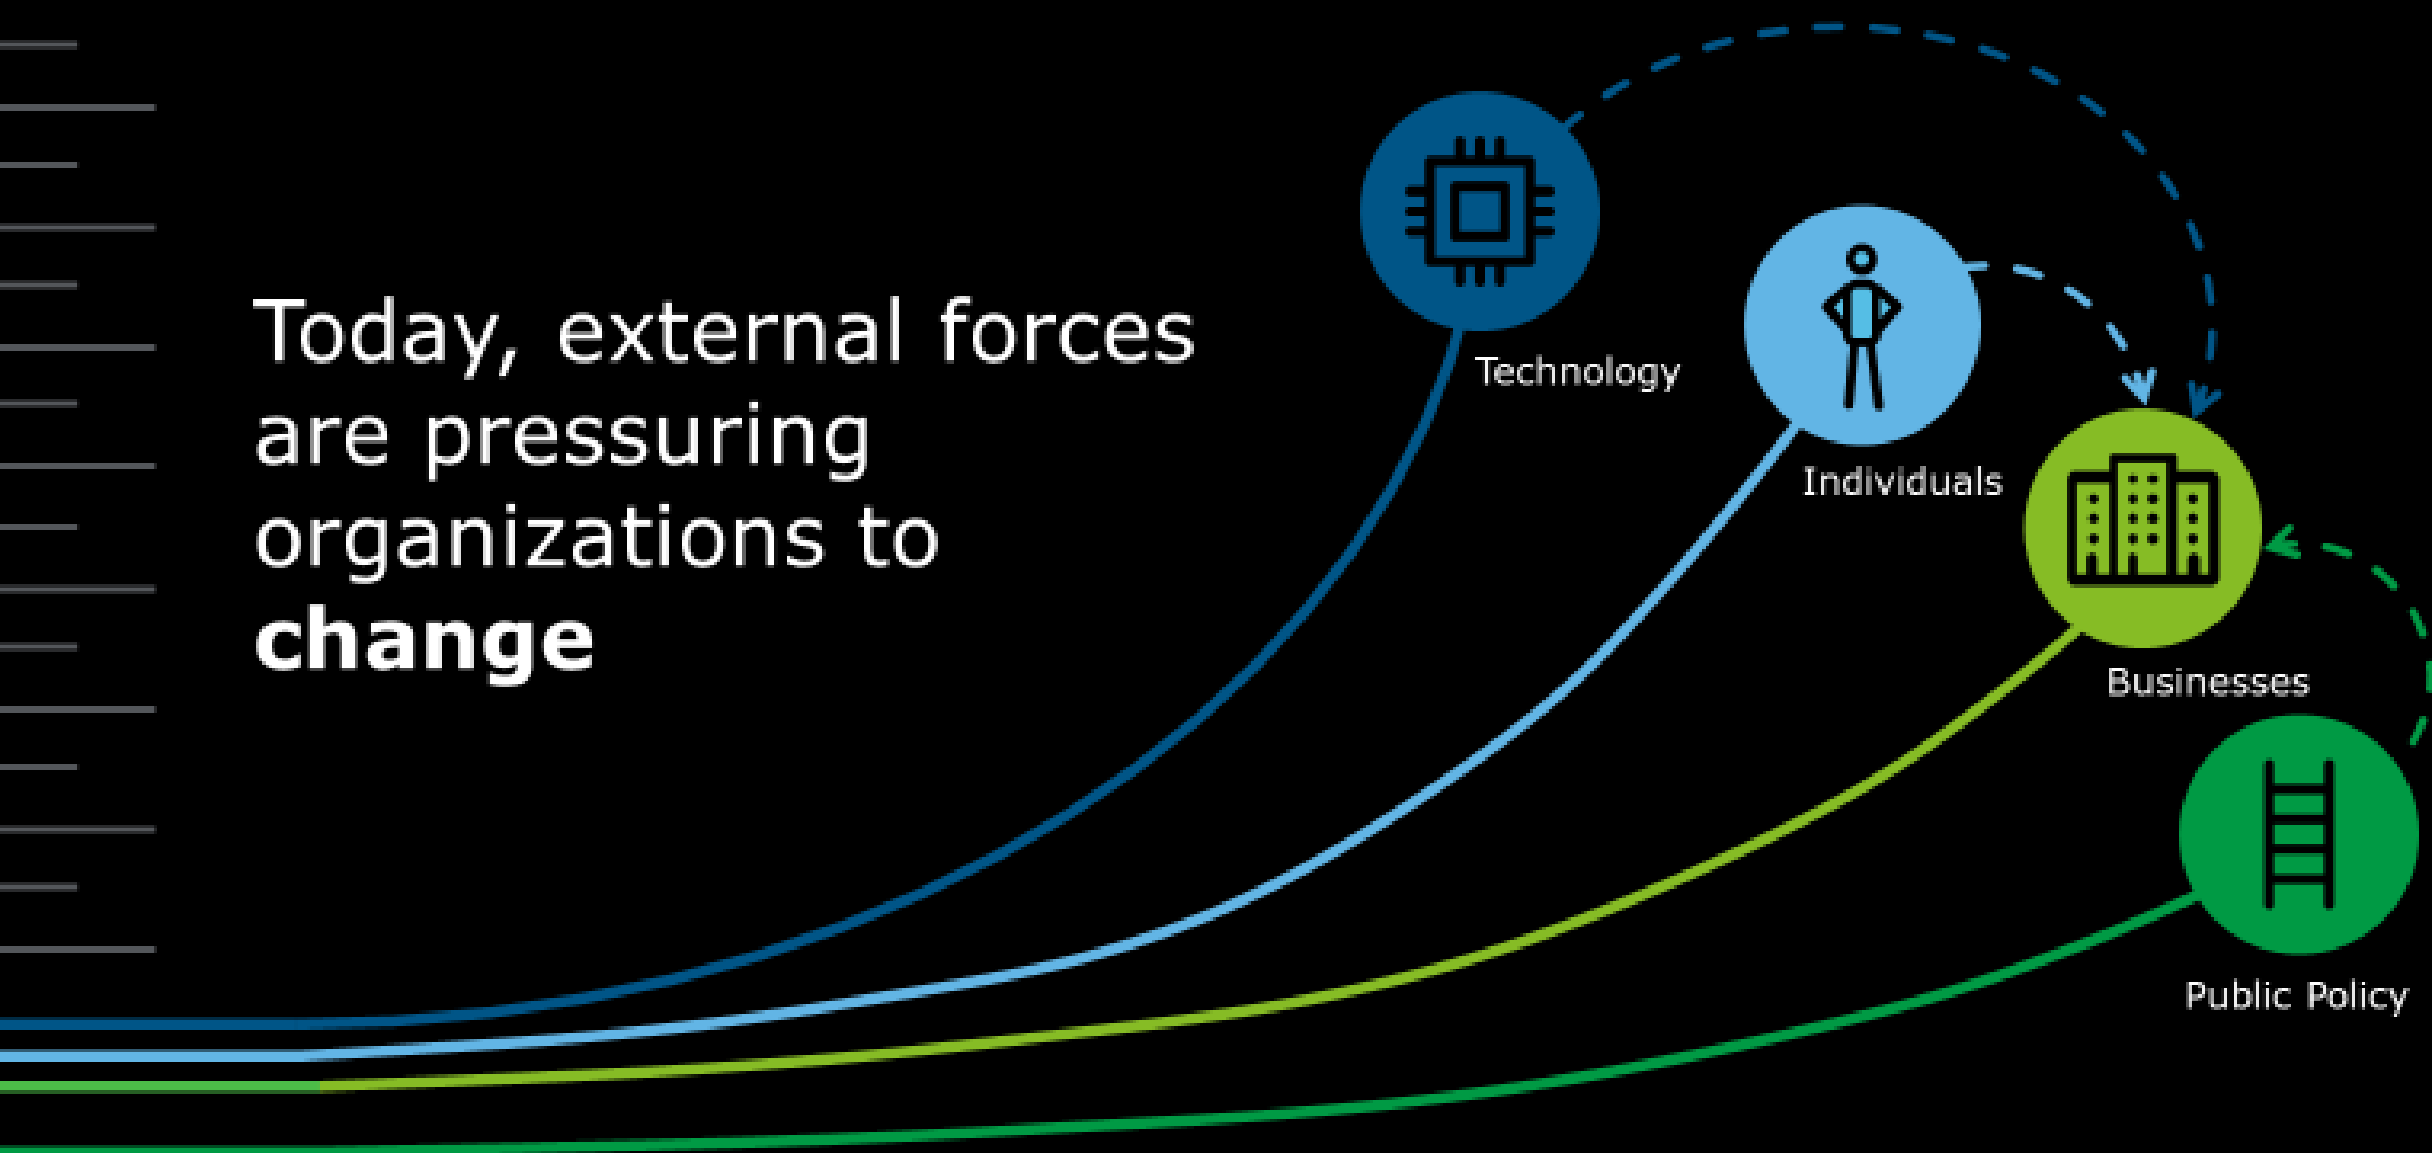 Today, external forces
are pressuring
organizations to
change
Technology
Individuals
Businesses
Public Policy